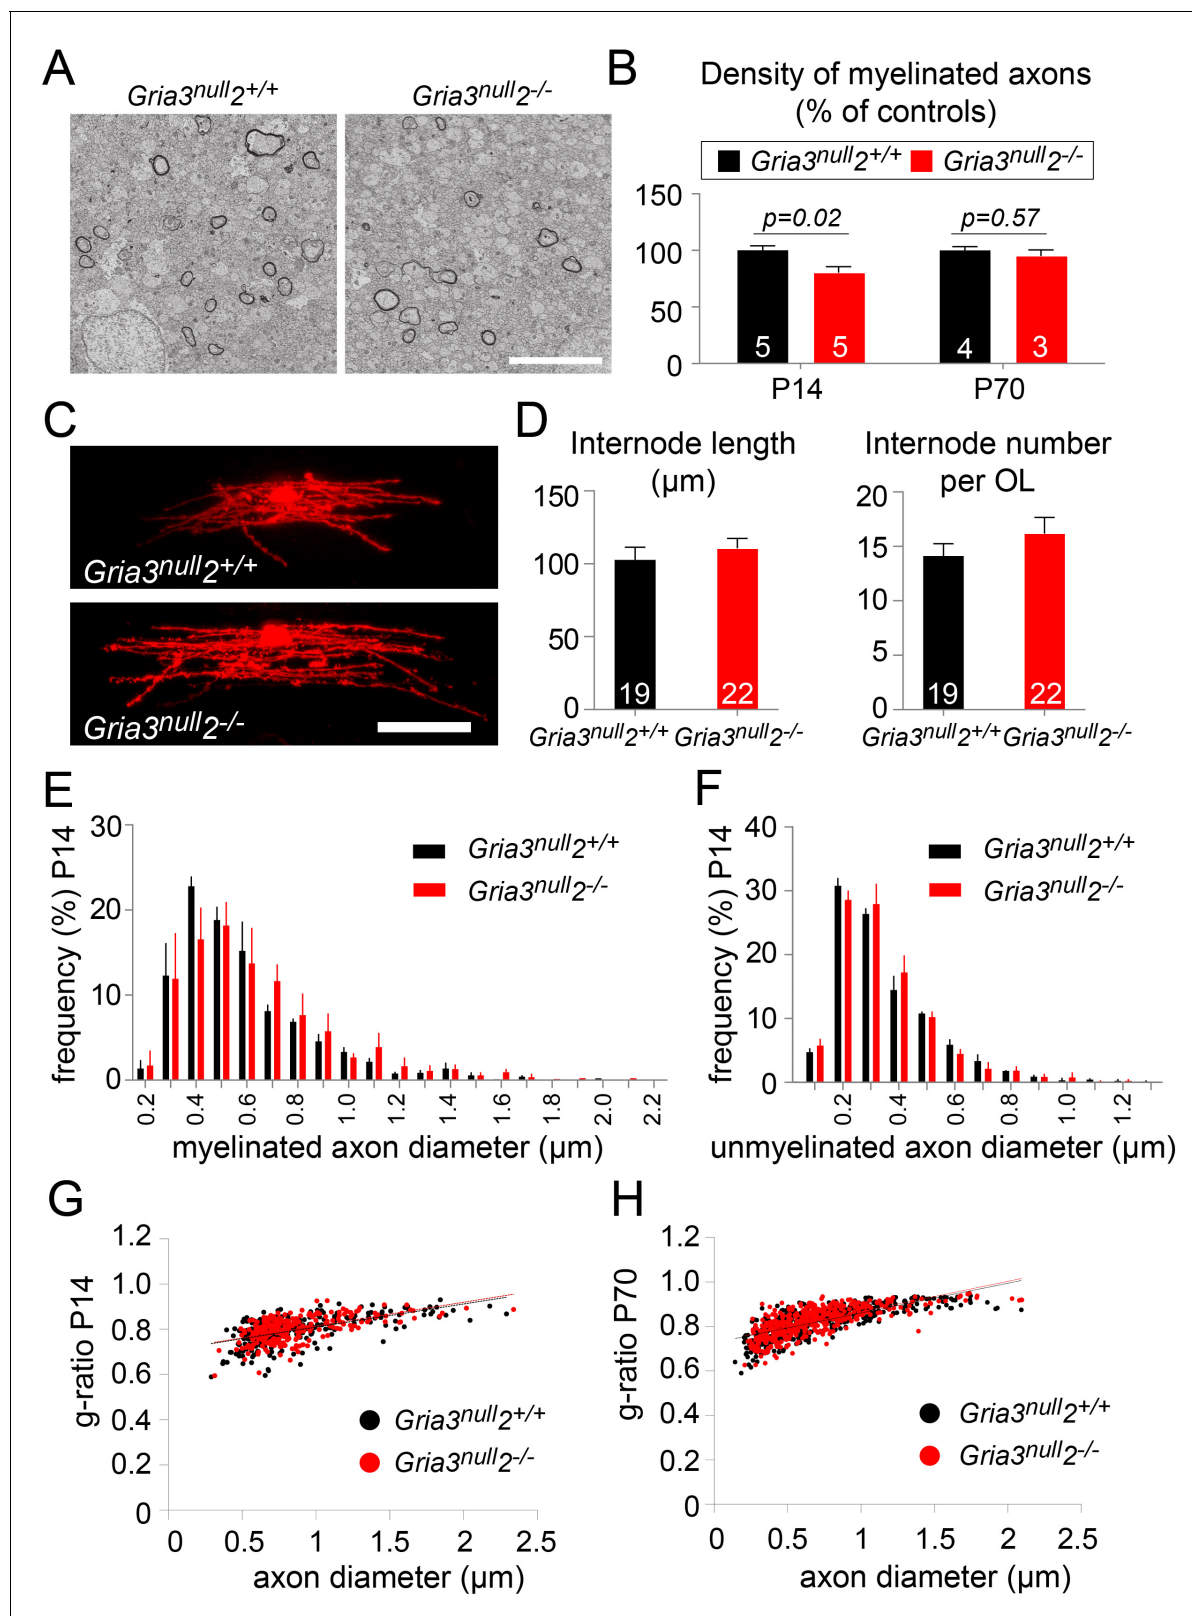 A
Gria3null2+/+
Gria3null2-/-
B
Density of myelinated axons
(% of controls)
Gria3null2+/+ Gria3null2-/-
150
100
50
0
p=0.02
p=0.57
5
5
4
3
P14
P70
C
Gria3null2+/+
Gria3null2-/-
D
Internode length
(µm)
150
100
50
0
19
22
Gria3null2+/+ Gria3null2-/-
Internode number
per OL
20
15
10
5
0
19
22
Gria3null2+/+ Gria3null2-/-
E
frequency (%) P14
30
20
10
0
Gria3null2+/+
Gria3null2-/-
0.2 0.4 0.6 0.8 1.0 1.2 1.4 1.6 1.8 2.0 2.2
myelinated axon diameter (µm)
F
frequency (%) P14
40
30
20
10
0
Gria3null2+/+
Gria3null2-/-
0.2 0.4 0.6 0.8 1.0 1.2
unmyelinated axon diameter (µm)
G
g-ratio P14
1.2
1.0
0.8
0.6
0.4
0.2
0
Gria3null2+/+
Gria3null2-/-
0 0.5 1 1.5 2 2.5
axon diameter (µm)
H
g-ratio P70
1.2
1.0
0.8
0.6
0.4
0.2
0
Gria3null2+/+
Gria3null2-/-
0 0.5 1 1.5 2 2.5
axon diameter (µm)